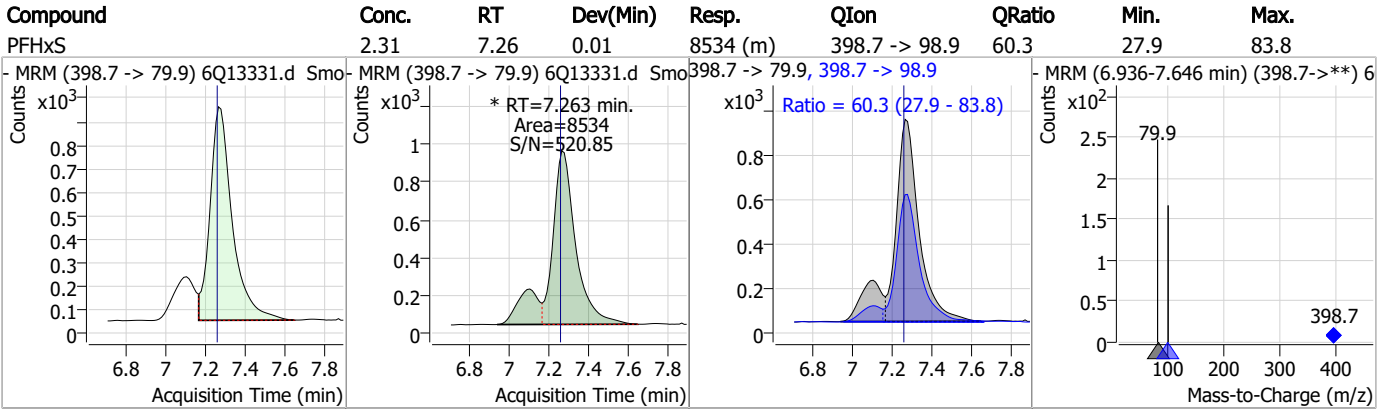 Compound Conc. RT Dev(Min) Resp. QIon QRatio Min. Max.
PFHxS 2.31 7.26 0.01 8534 (m) 398.7 -> 98.9 60.3 27.9 83.8
- MRM (398.7 -> 79.9) 6Q13331.d Smo
Counts
x10³
0.8
0.7
0.6
0.5
0.4
0.3
0.2
0.1
0
6.8 7 7.2 7.4 7.6 7.8
Acquisition Time (min)
- MRM (398.7 -> 79.9) 6Q13331.d Smo
Counts
x10³
* RT=7.263 min.
Area=8534
S/N=520.85
1
0.8
0.6
0.4
0.2
0
6.8 7 7.2 7.4 7.6 7.8
Acquisition Time (min)
398.7 -> 79.9, 398.7 -> 98.9
x10³
Ratio = 60.3 (27.9 - 83.8)
0.8
0.6
0.4
0.2
0
6.8 7 7.2 7.4 7.6 7.8
Acquisition Time (min)
- MRM (6.936-7.646 min) (398.7->**) 6
Counts
x10²
79.9
2.5
2
1.5
1
0.5
0
398.7
100 200 300 400
Mass-to-Charge (m/z)